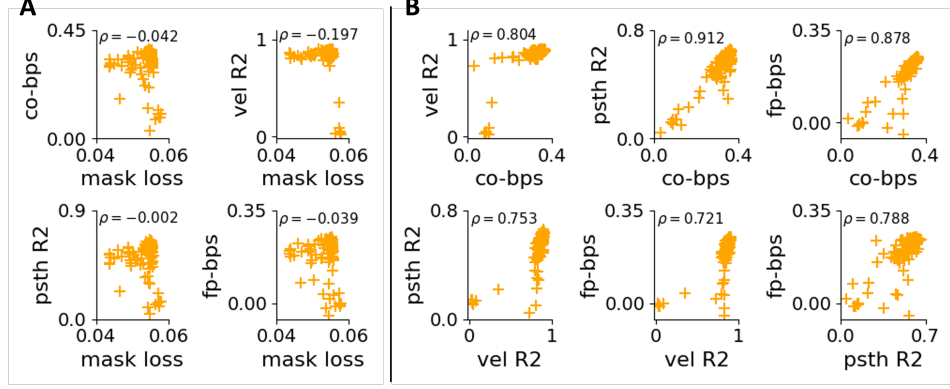 A
B
0.45
ρ=−0.042
co-bps
0.00
0.04
0.06
mask loss
1
ρ=−0.197
vel R2
0
0.04
0.06
mask loss
1
ρ=0.804
vel R2
0
0.0
0.4
co-bps
0.8
ρ=0.912
psth R2
0.0
0.0
0.4
co-bps
0.35
ρ=0.878
fp-bps
0.00
0.0
0.4
co-bps
0.9
ρ=−0.002
psth R2
0.0
0.04
0.06
mask loss
0.35
ρ=−0.039
fp-bps
0.00
0.04
0.06
mask loss
0.8
ρ=0.753
psth R2
0.0
0
1
vel R2
0.35
ρ=0.721
fp-bps
0.00
0
1
vel R2
0.35
ρ=0.788
fp-bps
0.00
0.0
0.7
psth R2